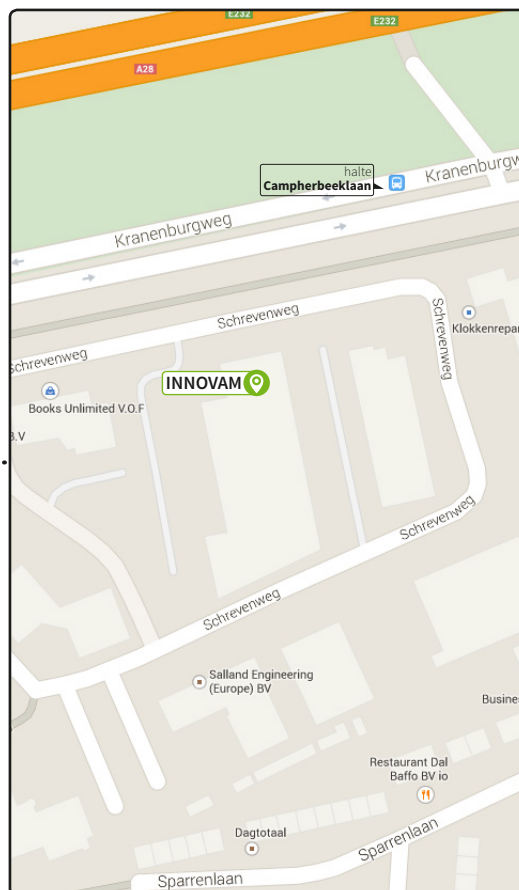 E232
E232
A28
halte
Campherbeeklaan
Kranenburgw
Kranenburgweg
Schrevenweg
Schrevenweg
Klokkenrepar
Schrevenweg
INNOVAM
Books Unlimited V.O.F
B.V
Schrevenweg
Schrevenweg
Salland Engineering
(Europe) BV
Busines
Restaurant Dal
Baffo BV io
Dagtotaal
Sparrenlaan
Sparrenlaan